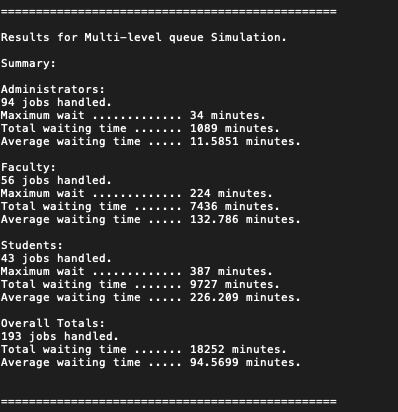 ================================================
Results for Multi-level queue Simulation.
Summary:
Administrators:
94 jobs handled.
Maximum wait ............. 34 minutes.
Total waiting time ....... 1089 minutes.
Average waiting time ..... 11.5851 minutes.
Faculty:
56 jobs handled.
Maximum wait ............. 224 minutes.
Total waiting time ....... 7436 minutes.
Average waiting time ..... 132.786 minutes.
Students:
43 jobs handled.
Maximum wait ............. 387 minutes.
Total waiting time ....... 9727 minutes.
Average waiting time ..... 226.209 minutes.
Overall Totals:
193 jobs handled.
Total waiting time ....... 18252 minutes.
Average waiting time ..... 94.5699 minutes.
================================================